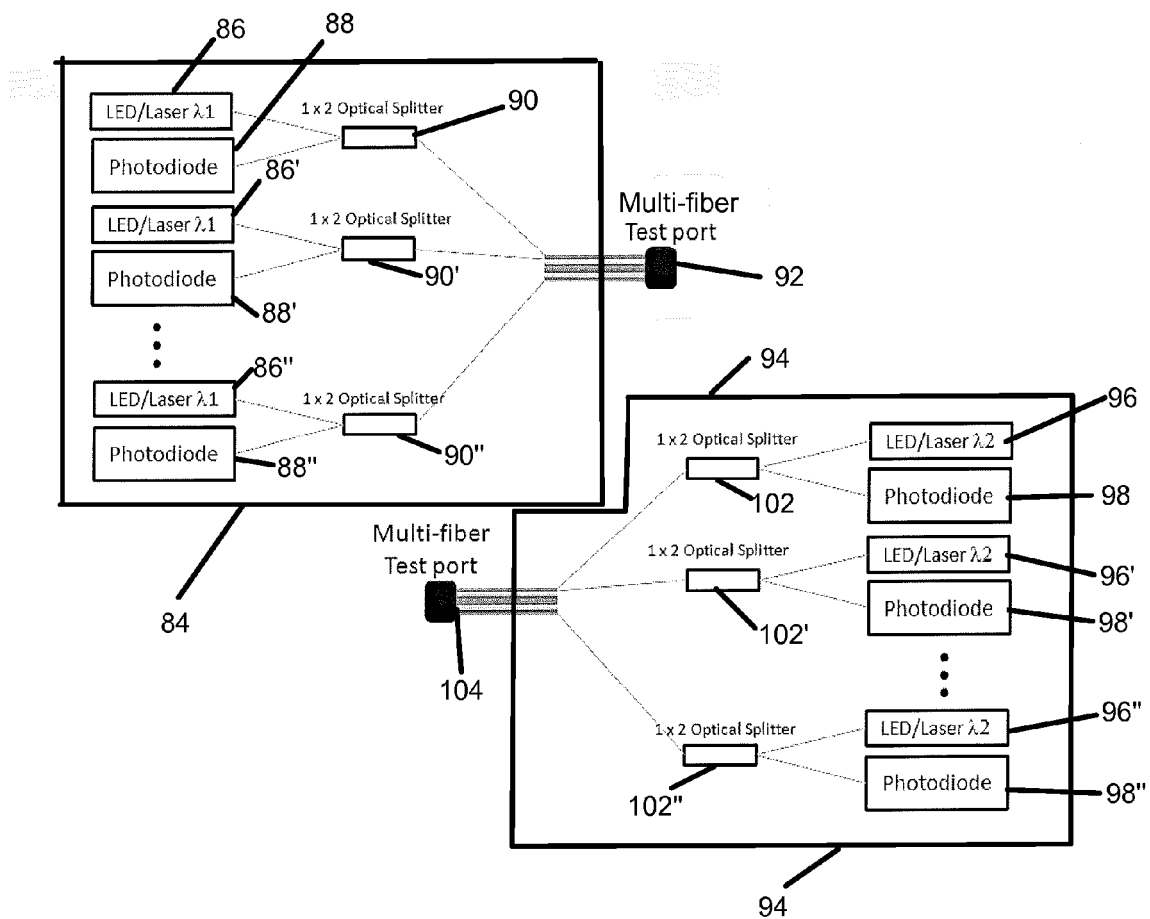 86
88
LED/Laser λ1
1 x 2 Optical Splitter
90
Photodiode
86'
LED/Laser λ1
1 x 2 Optical Splitter
Multi-fiber
Test port
Photodiode
90'
92
88'
86"
LED/Laser λ1
1 x 2 Optical Splitter
94
96
Photodiode
88"
90"
1 x 2 Optical Splitter
LED/Laser λ2
102
Photodiode
98
Multi-fiber
Test port
1 x 2 Optical Splitter
LED/Laser λ2
96'
84
102'
Photodiode
98'
104
96"
1 x 2 Optical Splitter
LED/Laser λ2
102"
Photodiode
98"
94